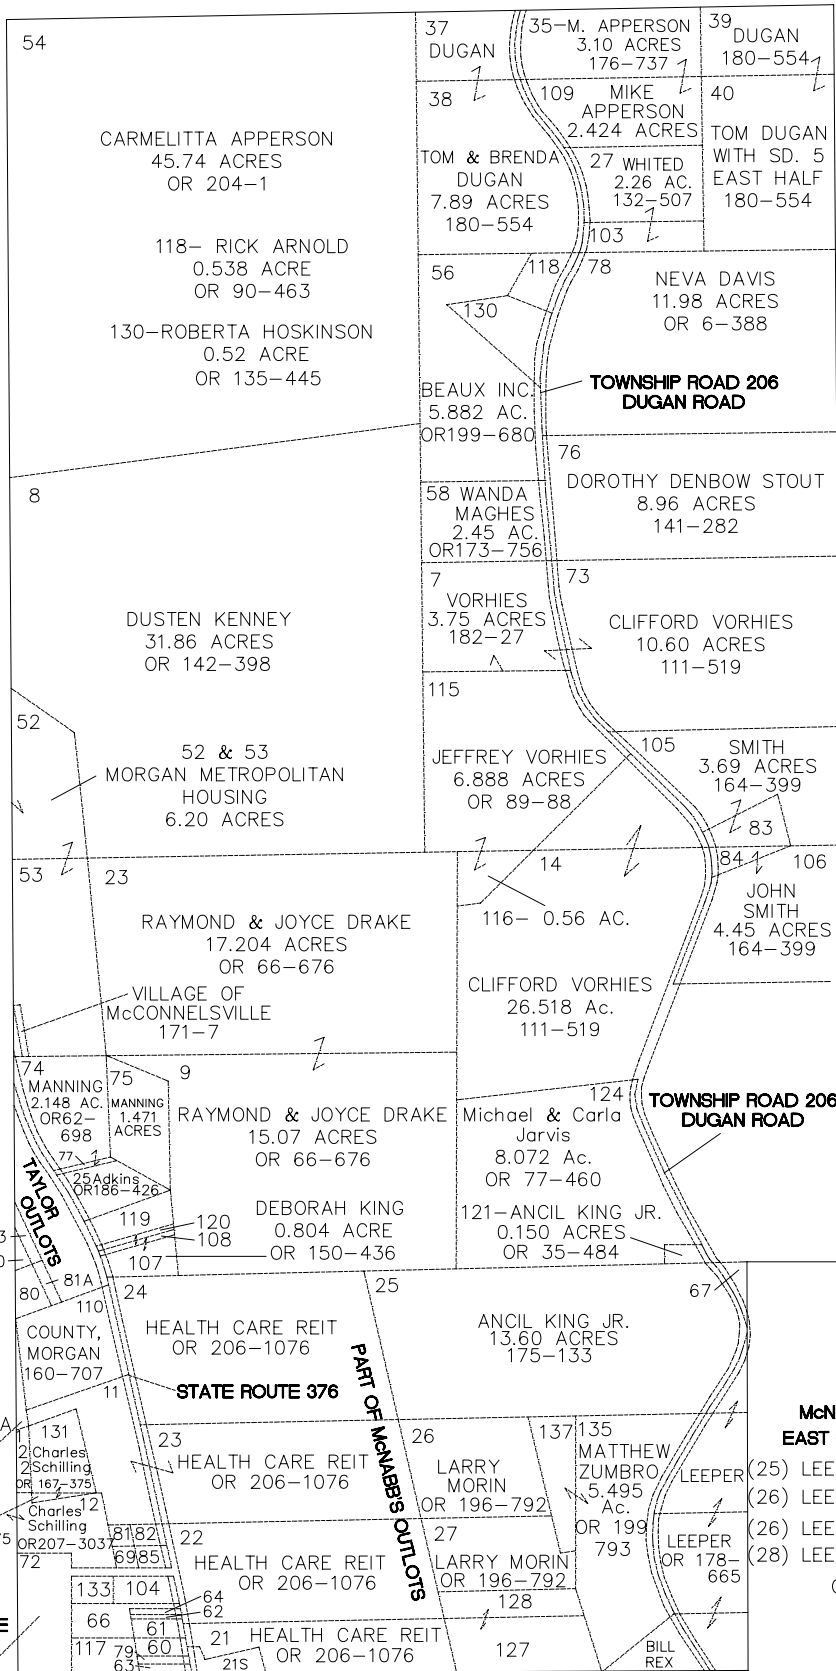 54
37
DUGAN
35-M. APPERSON
3.10 ACRES
176-737
39
DUGAN
180-554
38
109
MIKE
APPERSON
2.424 ACRES
40
CARMELITTA APPERSON
45.74 ACRES
OR 204-1
TOM & BRENDA
DUGAN
7.89 ACRES
180-554
27 WHITED
2.26 AC.
132-507
TOM DUGAN
WITH SD. 5
EAST HALF
180-554
103
118- RICK ARNOLD
0.538 ACRE
OR 90-463
56
118
78
130
NEVA DAVIS
11.98 ACRES
OR 6-388
130-ROBERTA HOSKINSON
0.52 ACRE
OR 135-445
BEAUX INC.
5.882 AC.
OR199-680
TOWNSHIP ROAD 206
DUGAN ROAD
76
DOROTHY DENBOW STOUT
8.96 ACRES
141-282
8
58 WANDA
MAGHES
2.45 AC.
OR173-756
7
VORHIES
3.75 ACRES
182-27
73
CLIFFORD VORHIES
10.60 ACRES
111-519
DUSTEN KENNEY
31.86 ACRES
OR 142-398
115
52
52 & 53
MORGAN METROPOLITAN
HOUSING
6.20 ACRES
JEFFREY VORHIES
6.888 ACRES
OR 89-88
105
SMITH
3.69 ACRES
164-399
83
53
23
14
84
106
116- 0.56 AC.
JOHN
SMITH
4.45 ACRES
164-399
RAYMOND & JOYCE DRAKE
17.204 ACRES
OR 66-676
VILLAGE OF
McCONNELSVILLE
171-7
CLIFFORD VORHIES
26.518 Ac.
111-519
74
MANNING
2.148 AC.
OR62-
698
75
MANNING
1.471
ACRES
9
RAYMOND & JOYCE DRAKE
15.07 ACRES
OR 66-676
124
Michael & Carla
Jarvis
8.072 Ac.
OR 77-460
TOWNSHIP ROAD 206
DUGAN ROAD
77
25Adkins
OR186-426
TAYLOR
OUTLOTS
119
120
108
107
DEBORAH KING
0.804 ACRE
OR 150-436
121-ANCIL KING JR.
0.150 ACRES
OR 35-484
3
0
80
81A
110
24
25
67
COUNTY,
MORGAN
160-707
HEALTH CARE REIT
OR 206-1076
ANCIL KING JR.
13.60 ACRES
175-133
PART OF McNABB'S OUTLOTS
11
STATE ROUTE 376
A
131
2 Charles
2 Schilling
OR 167-375
23
HEALTH CARE REIT
OR 206-1076
26
LARRY
MORIN
OR 196-792
137
135
MATTHEW
ZUMBRO
5.495
Ac.
OR 199
793
LEEPER
McN
EAST
(25) LEE
(26) LEE
(26) LEE
(28) LEE
12
Charles
Schilling
OR207-3037
75
72
81
82
69
85
22
HEALTH CARE REIT
OR 206-1076
27
LARRY MORIN
OR 196-792
LEEPER
OR 178-
665
133
104
64
62
128
66
61
E
117
79
60
63
21
HEALTH CARE REIT
OR 206-1076
21S
127
BILL
REX